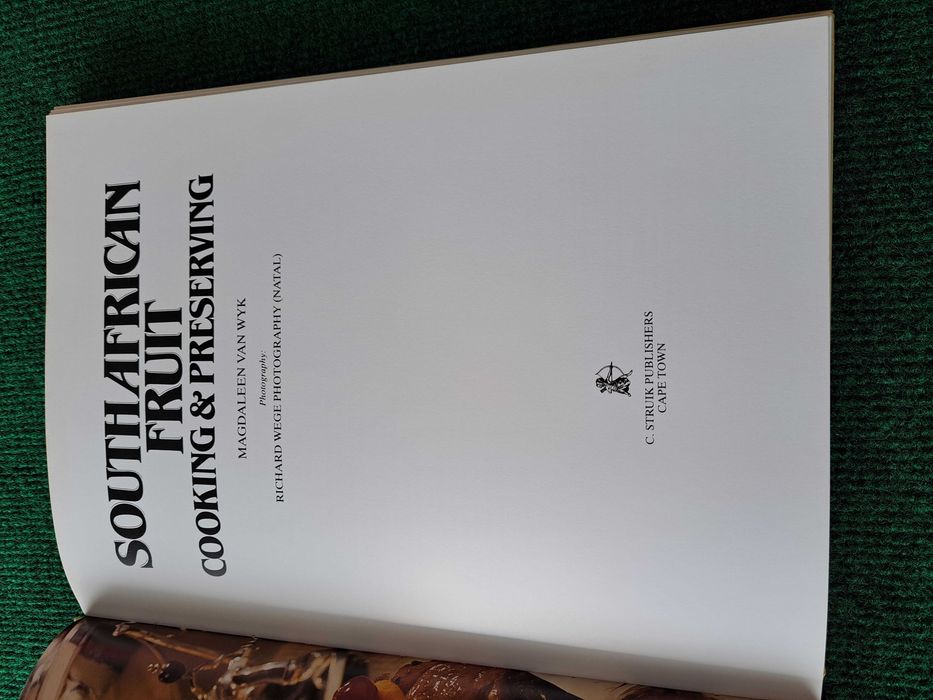 SOUTH AFRICAN
FRUIT
COOKING & PRESERVING
MAGDALEEN VAN WYK
Photography:
RICHARD WEGE PHOTOGRAPHY (NATAL)
C. STRUIK PUBLISHERS
CAPE TOWN